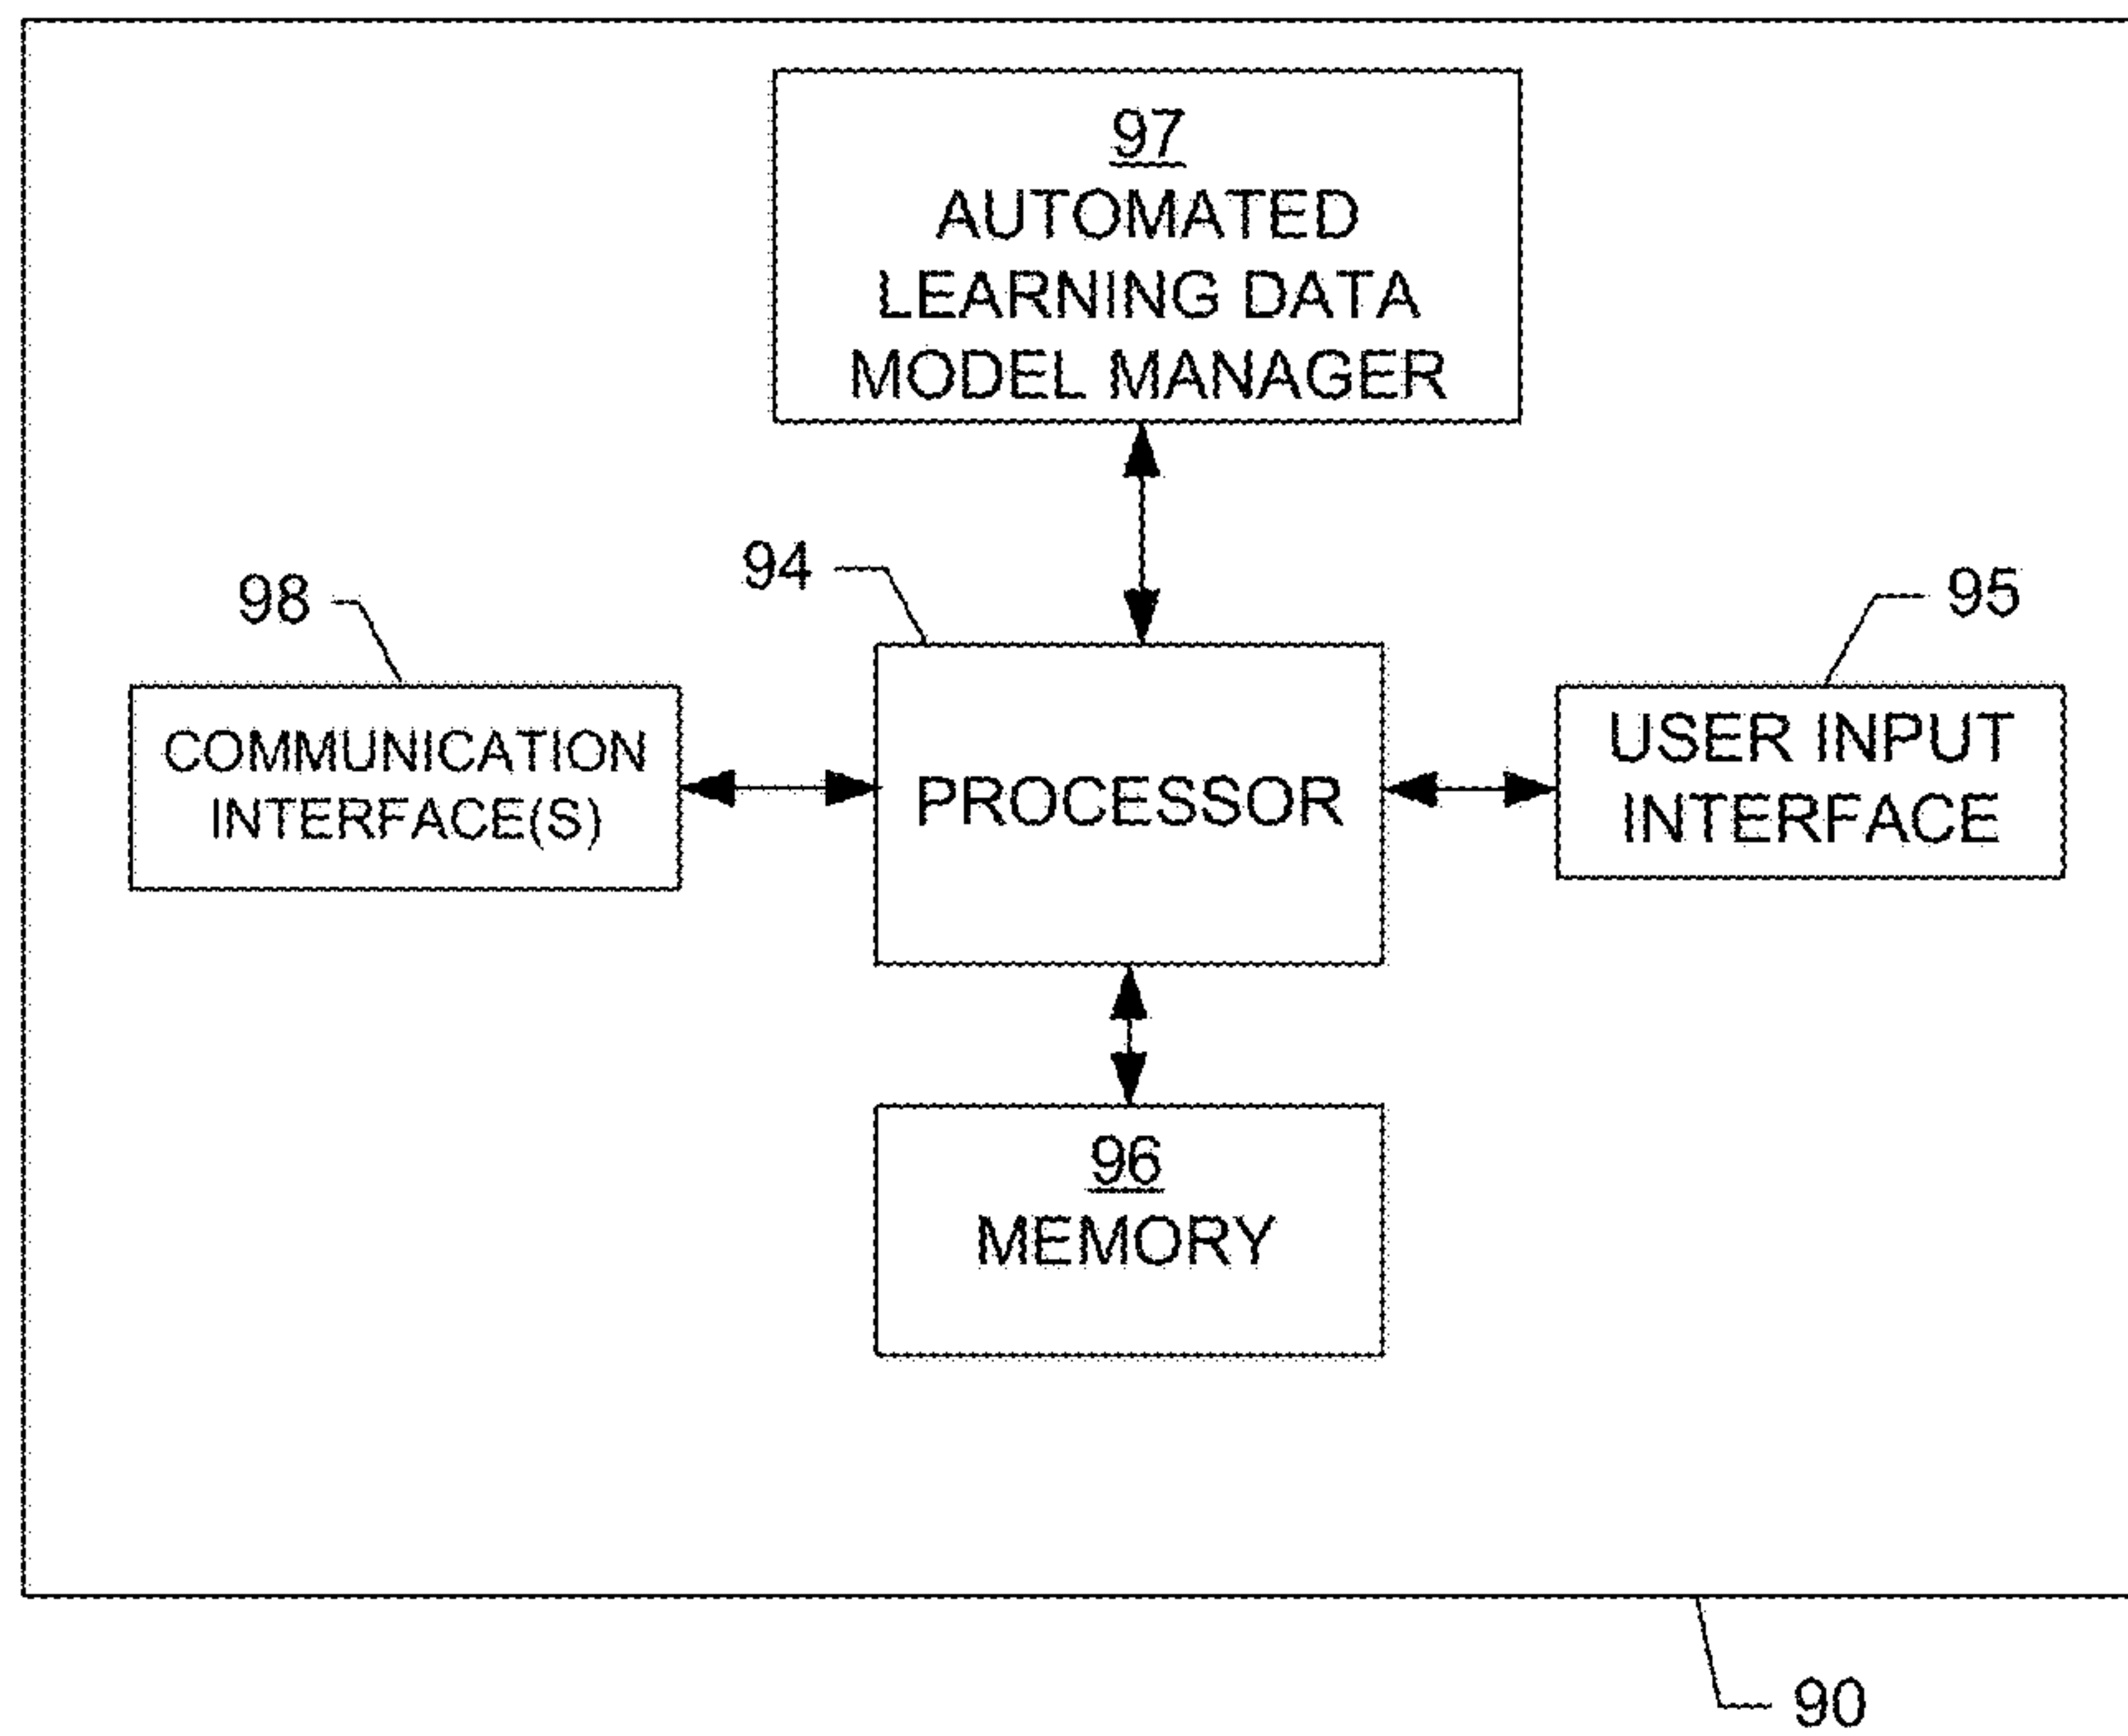 97
AUTOMATED
LEARNING DATA
MODEL MANAGER
94
98
95
COMMUNICATION
INTERFACE(S)
PROCESSOR
USER INPUT
INTERFACE
96
MEMORY
90